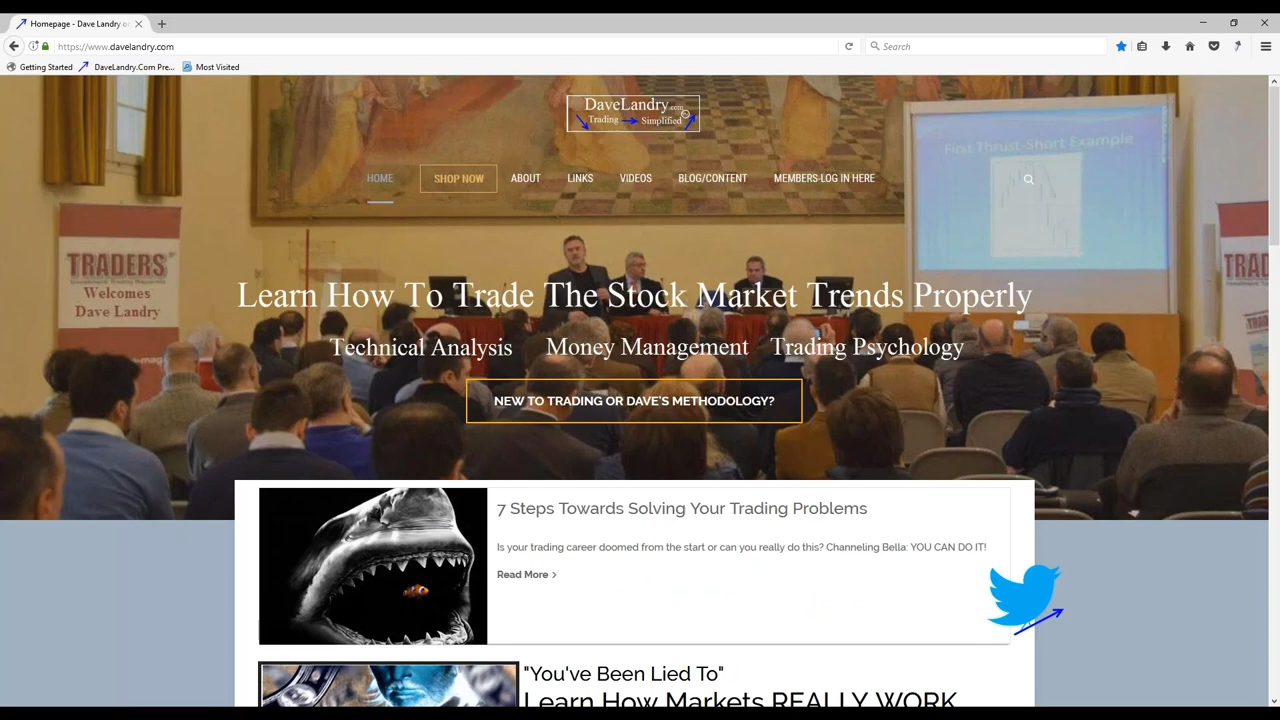 Homepage - Dave Landry on
https://www.davelandry.com
Search
Getting Started
DaveLandry.Com Pre...
Most Visited
DaveLandry.com
Trading Simplified
First Thrust-Short Example
HOME
SHOP NOW
ABOUT
LINKS
VIDEOS
BLOG/CONTENT
MEMBERS-LOG IN HERE
TRADERS'
Welcomes
Dave Landry
TRAD
Learn How To Trade The Stock Market Trends Properly
Technical Analysis Money Management Trading Psychology
NEW TO TRADING OR DAVE'S METHODOLOGY?
7 Steps Towards Solving Your Trading Problems
Is your trading career doomed from the start or can you really do this? Channeling Bella: YOU CAN DO IT!
Read More >
"You've Been Lied To"
Learn How Markets REALLY WORK